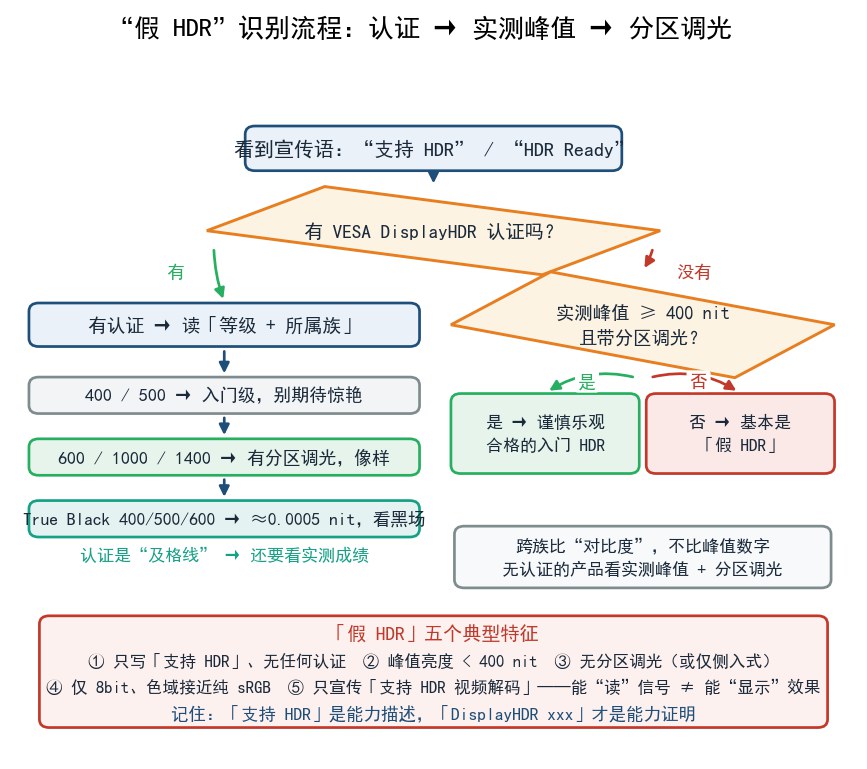 “假 HDR”识别流程：认证 → 实测峰值 → 分区调光
看到宣传语：“支持 HDR” / “HDR Ready”
有 VESA DisplayHDR 认证吗？
有
没有
有认证 → 读「等级 + 所属族」
实测峰值 ≥ 400 nit
且带分区调光？
400 / 500 → 入门级，别期待惊艳
是
否
是 → 谨慎乐观
合格的入门 HDR
否 → 基本是
「假 HDR」
600 / 1000 / 1400 → 有分区调光，像样
True Black 400/500/600 → ≈0.0005 nit，看黑场
认证是“及格线” → 还要看实测成绩
跨族比“对比度”，不比峰值数字
无认证的产品看实测峰值 + 分区调光
「假 HDR」五个典型特征
① 只写「支持 HDR」、无任何认证 ② 峰值亮度 < 400 nit ③ 无分区调光（或仅侧入式）
④ 仅 8bit、色域接近纯 sRGB ⑤ 只宣传「支持 HDR 视频解码」——能“读”信号 ≠ 能“显示”效果
记住：「支持 HDR」是能力描述，「DisplayHDR xxx」才是能力证明